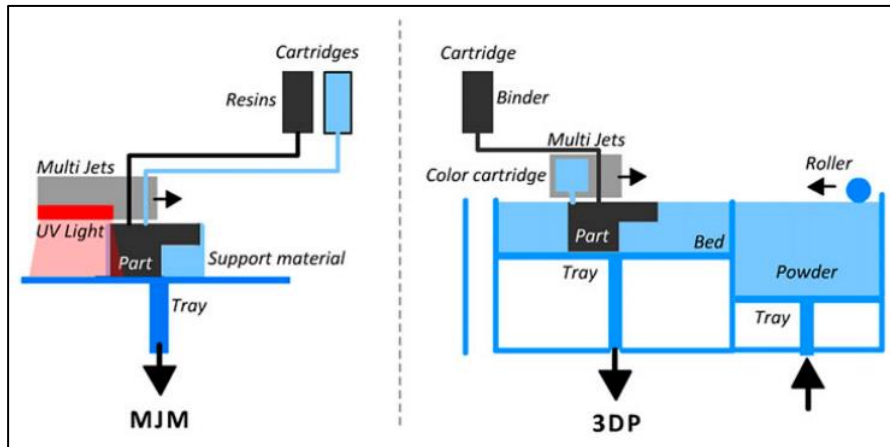 Cartridges
Resins
Multi Jets
UV Light
Part
Support material
Tray
MJM
Cartridge
Binder
Multi Jets
Color cartridge
Roller
Part
Bed
Tray
Powder
Tray
3DP